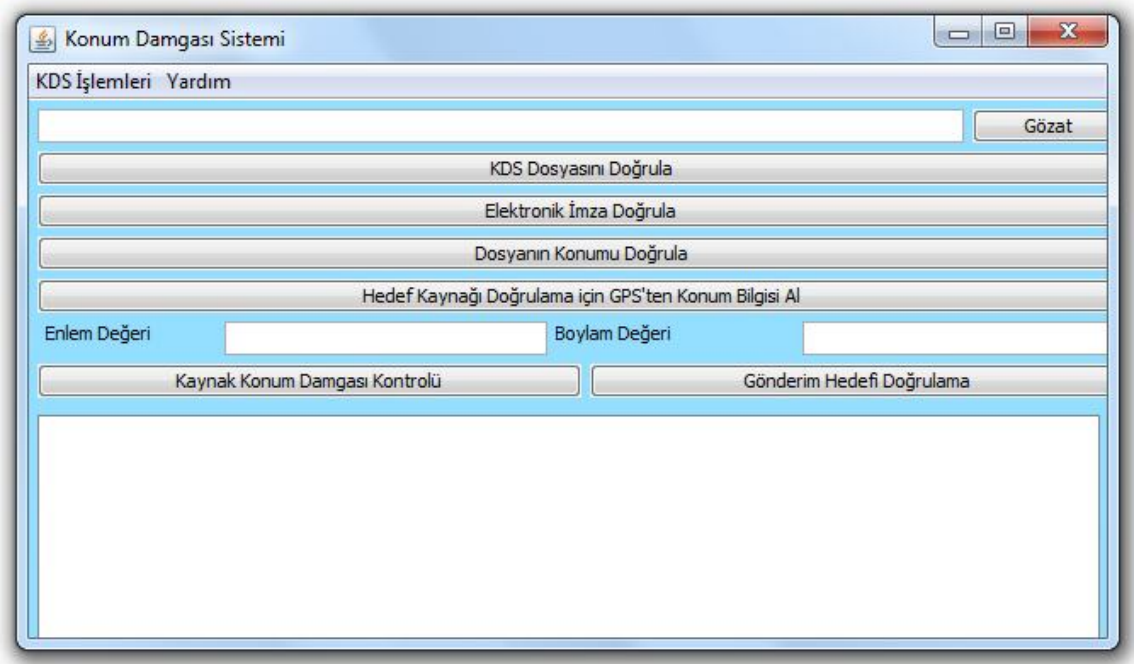 Konum Damgası Sistemi
KDS İşlemleri Yardım
Gözat
KDS Dosyasını Doğrula
Elektronik İmza Doğrula
Dosyanın Konumu Doğrula
Hedef Kaynağı Doğrulama için GPS'ten Konum Bilgisi Al
Enlem Değeri Boylam Değeri
Kaynak Konum Damgası Kontrolü Gönderim Hedefi Doğrulama